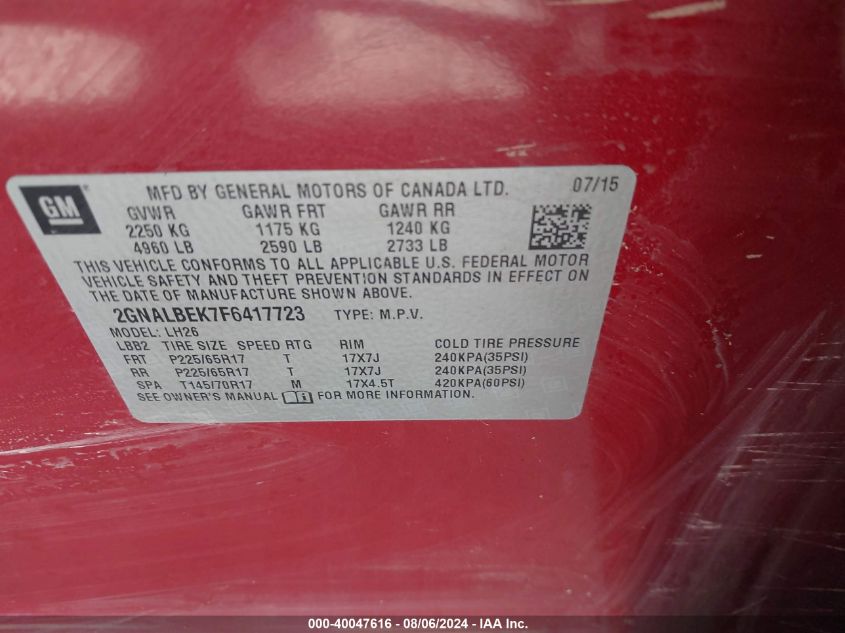 GM
MFD BY GENERAL MOTORS OF CANADA LTD. 07/15
GVWR GAWR FRT GAWR RR
2250 KG 1175 KG 1240 KG
4960 LB 2590 LB 2733 LB
THIS VEHICLE CONFORMS TO ALL APPLICABLE U.S. FEDERAL MOTOR
VEHICLE SAFETY AND THEFT PREVENTION STANDARDS IN EFFECT ON
THE DATE OF MANUFACTURE SHOWN ABOVE.
2GNALBEK7F6417723 TYPE: M.P.V.
MODEL: LH26
LBB2 TIRE SIZE SPEED RTG RIM COLD TIRE PRESSURE
FRT P225/65R17 T 17X7J 240KPA(35PSI)
RR P225/65R17 T 17X7J 240KPA(35PSI)
SPA T145/70R17 M 17X4.5T 420KPA(60PSI)
SEE OWNER'S MANUAL FOR MORE INFORMATION.
000-40047616 - 08/06/2024 - IAA Inc.